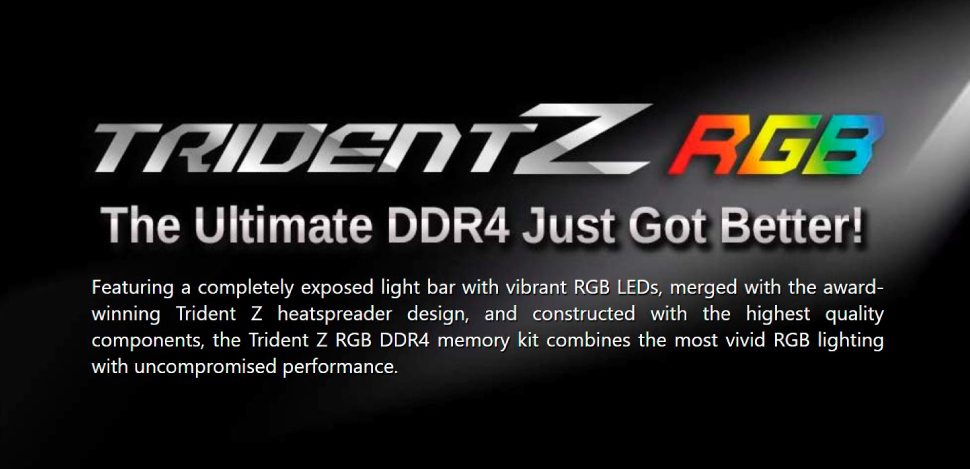 TRIDENTZ RGB
The Ultimate DDR4 Just Got Better!
Featuring a completely exposed light bar with vibrant RGB LEDs, merged with the award-
winning Trident Z heatspreader design, and constructed with the highest quality
components, the Trident Z RGB DDR4 memory kit combines the most vivid RGB lighting
with uncompromised performance.